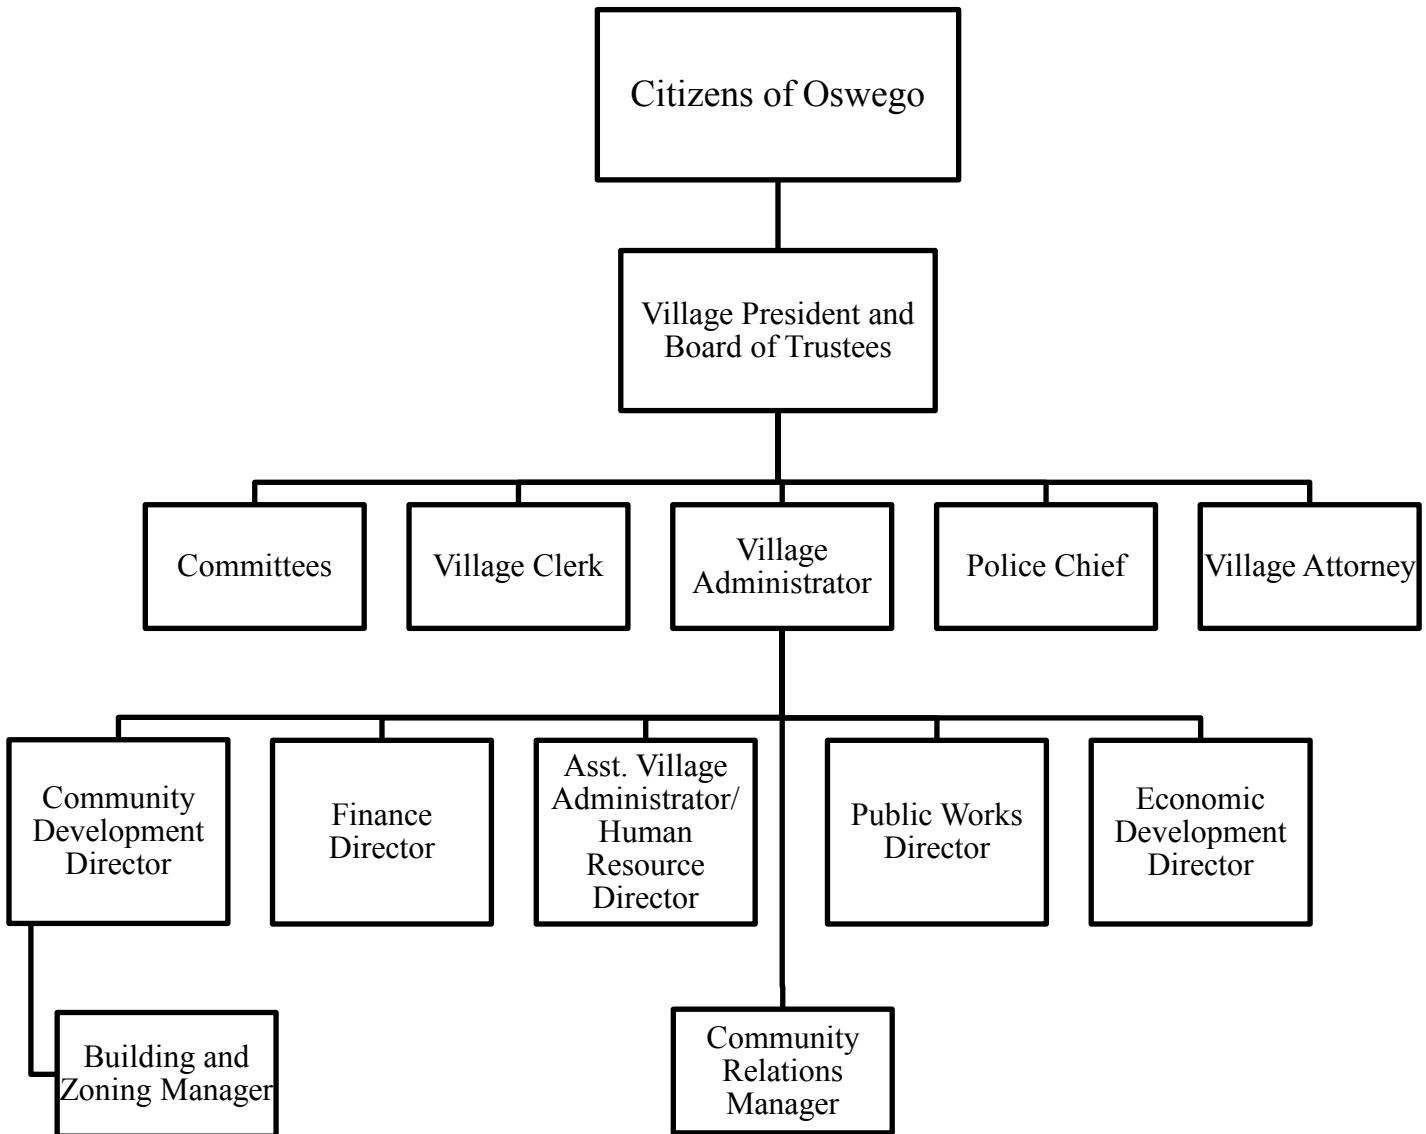 Citizens of Oswego
Village President and
Board of Trustees
Committees
Village Clerk
Village
Administrator
Police Chief
Village Attorney
Community
Development
Director
Finance
Director
Asst. Village
Administrator/
Human
Resource
Director
Public Works
Director
Economic
Development
Director
Building and
Zoning Manager
Community
Relations
Manager